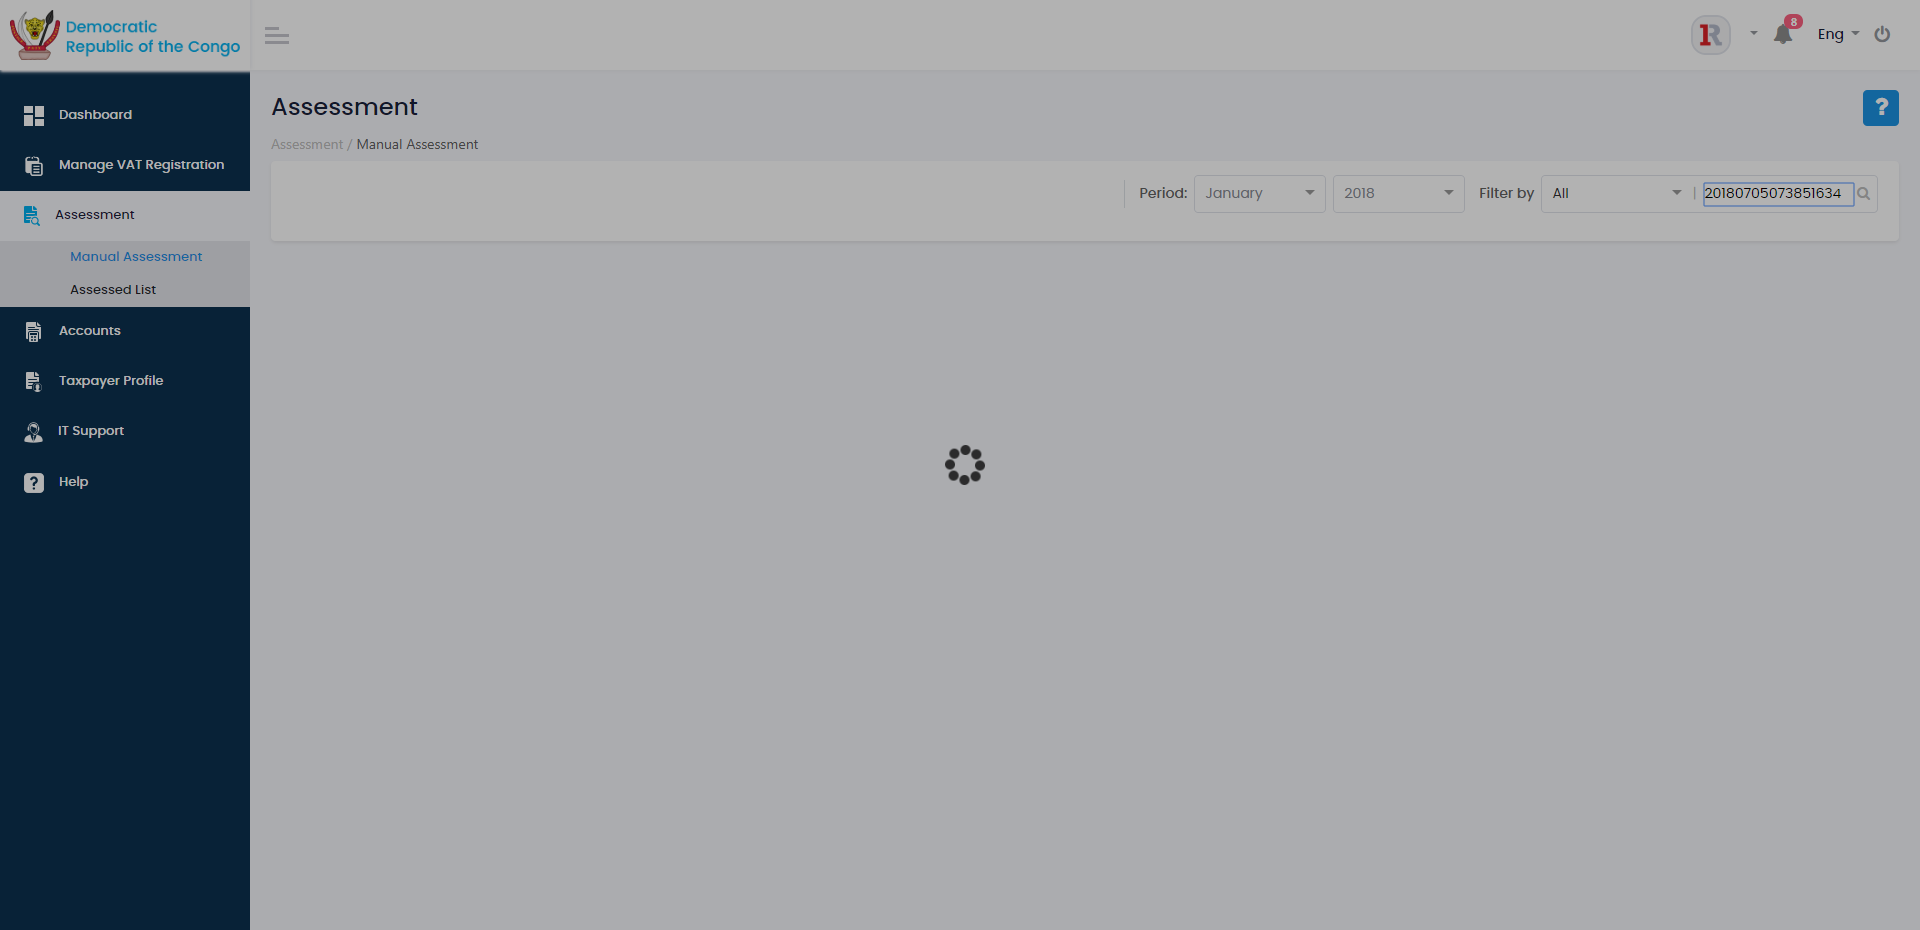 Democratic
Republic of the Congo
8
Eng
Dashboard
Manage VAT Registration
Assessment
Manual Assessment
Assessed List
Accounts
Taxpayer Profile
IT Support
? Help
Assessment
?
Assessment / Manual Assessment
Period: January 2018 Filter by All | 20180705073851634